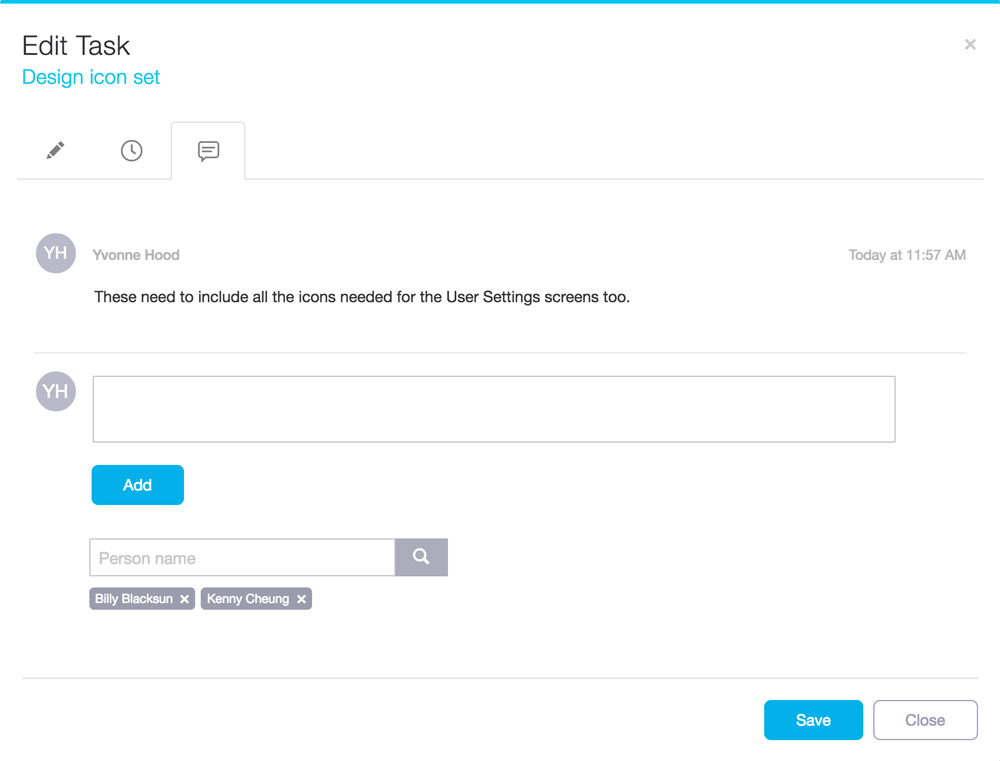 Edit Task
Design icon set
YH Yvonne Hood Today at 11:57 AM
These need to include all the icons needed for the User Settings screens too.
YH
Add
Person name
Billy Blacksun × Kenny Cheung ×
Save Close